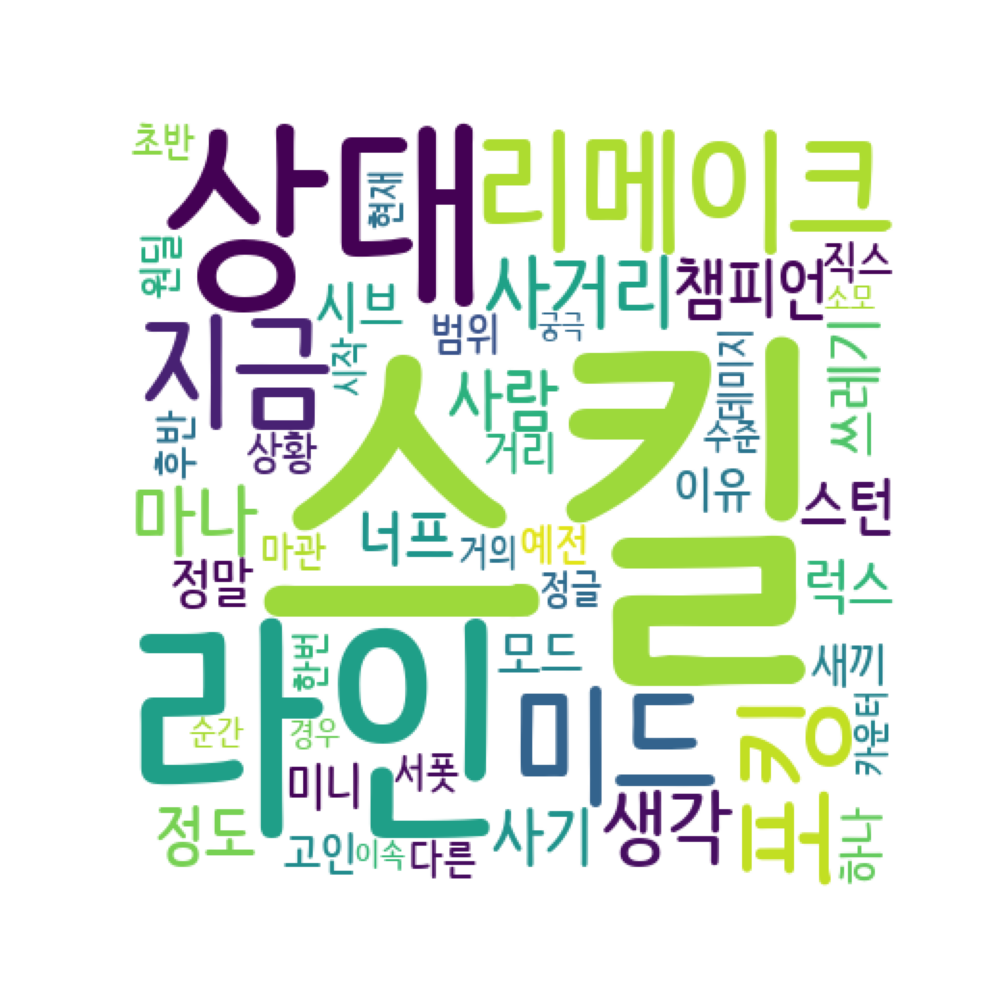 초반
상대
현재
리메이크
원딜
시브
사거리
챔피언
직스
소모
지금
시작
범위
궁극
데미지
쓰레기
스킬
사람
거리
수준
후반
상황
이유
마나
마관
너프
거의
예전
스턴
정말
정글
럭스
라인
한번
모드
미드
새끼
순간
경우
포킹
카운터
미니
서폿
정도
고인
이속
다른
사기
생각
하나